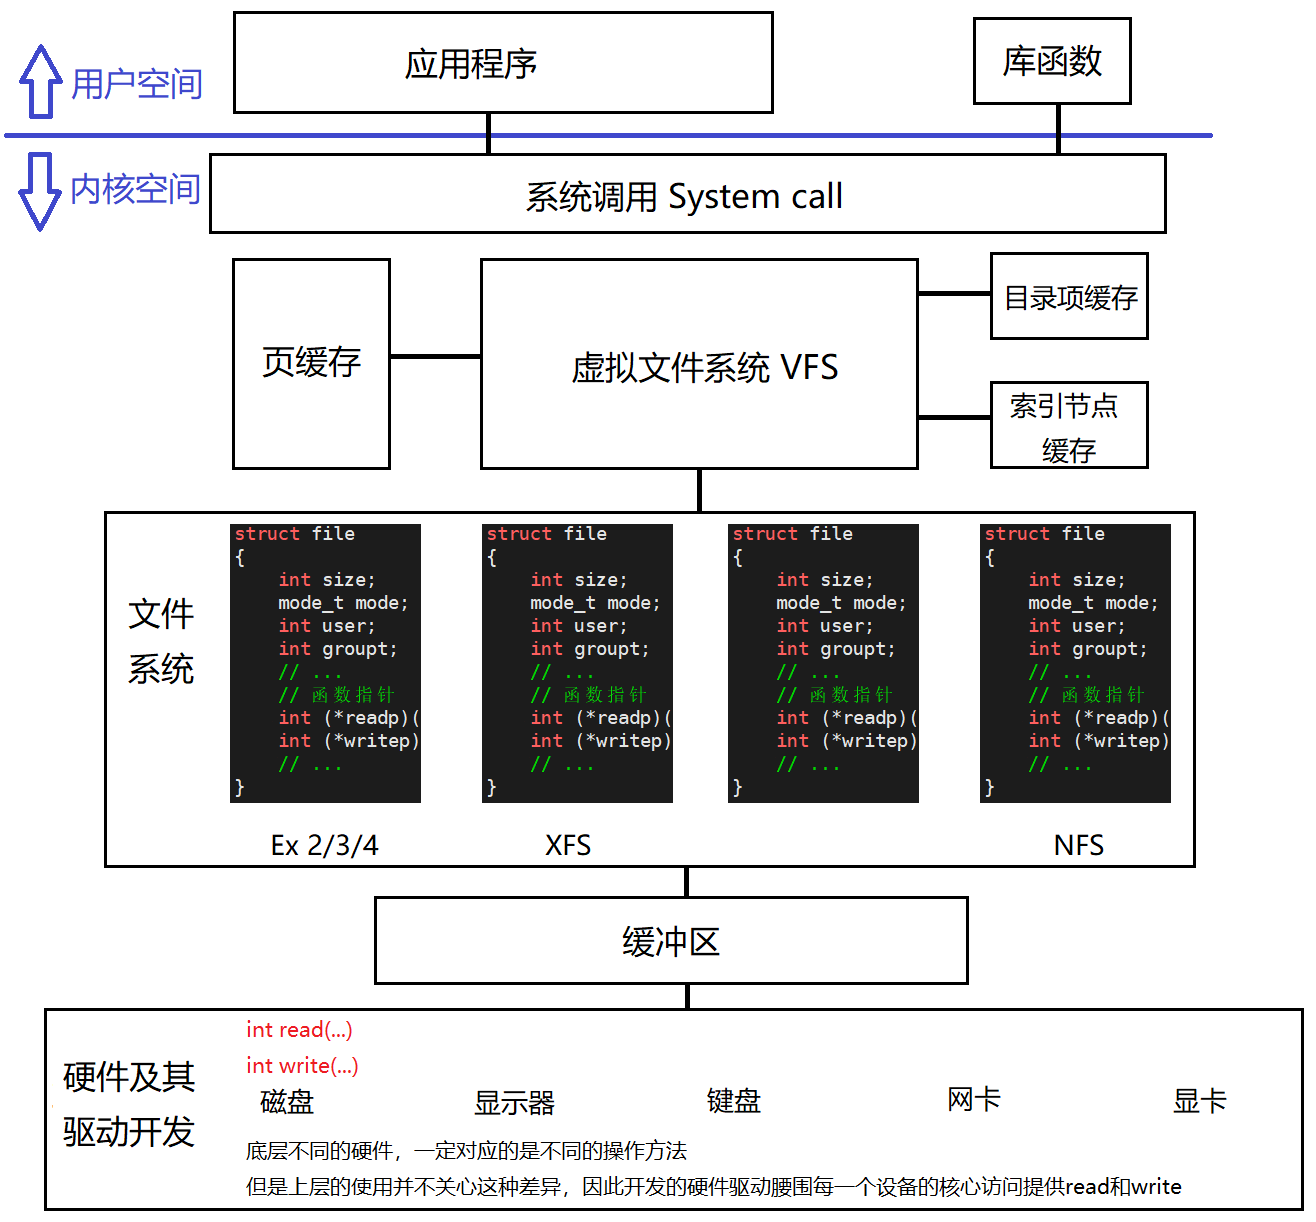 应用程序
库函数
用户空间
内核空间
系统调用 System call
页缓存
虚拟文件系统 VFS
目录项缓存
索引节点
缓存
文件
系统
struct file
{
int size;
mode_t mode;
int user;
int groupt;
// ...
// 函数指针
int (*readp)(
int (*writep)
// ...
}
Ex 2/3/4
struct file
{
int size;
mode_t mode;
int user;
int groupt;
// ...
// 函数指针
int (*readp)(
int (*writep)
// ...
}
XFS
struct file
{
int size;
mode_t mode;
int user;
int groupt;
// ...
// 函数指针
int (*readp)(
int (*writep)
// ...
}
struct file
{
int size;
mode_t mode;
int user;
int groupt;
// ...
// 函数指针
int (*readp)(
int (*writep)
// ...
}
NFS
缓冲区
硬件及其
驱动开发
int read(...)
int write(...)
磁盘
显示器
键盘
网卡
显卡
底层不同的硬件，一定对应的是不同的操作方法
但是上层的使用并不关心这种差异，因此开发的硬件驱动腰围每一个设备的核心访问提供read和write